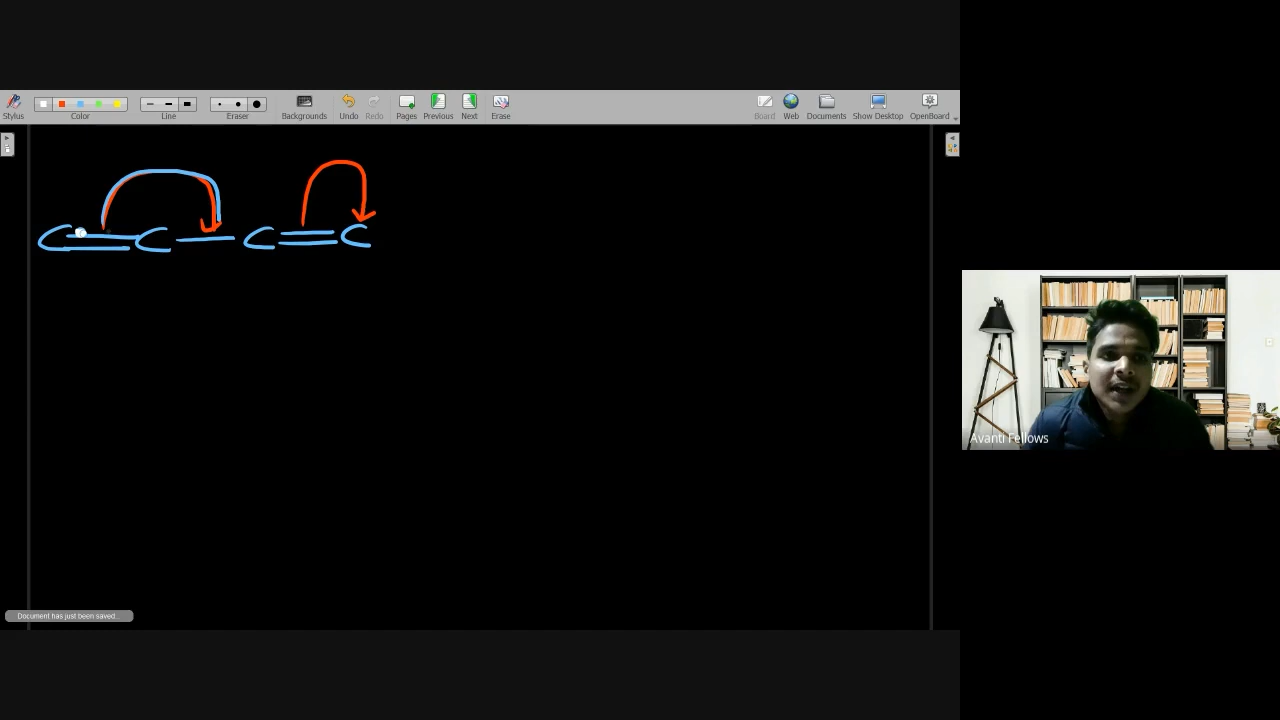 Stylus Color Line Eraser Backgrounds Undo Redo Pages Previous Next Erase Board Web Documents Show Desktop OpenBoard
C=C—C=C
Avanti Fellows
Document has just been saved...